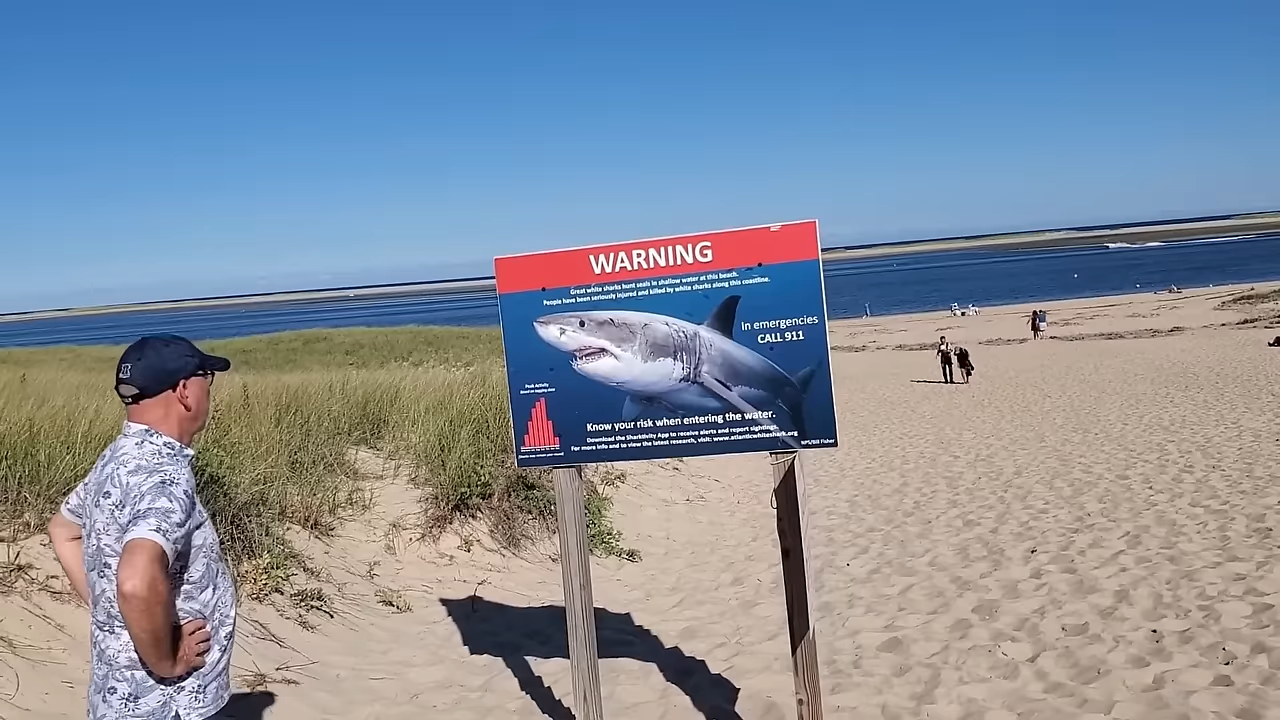 WARNING
Great white sharks hunt seals in shallow water at this beach.
People have been seriously injured and killed by white sharks along this coastline.
In emergencies
CALL 911
Peak Activity
Know your risk when entering the water.
Download the Sharktivity App to receive alerts and report sightings.
For more info and to view the latest research, visit: www.atlanticwhiteshark.org
NPS/Bill Fisher